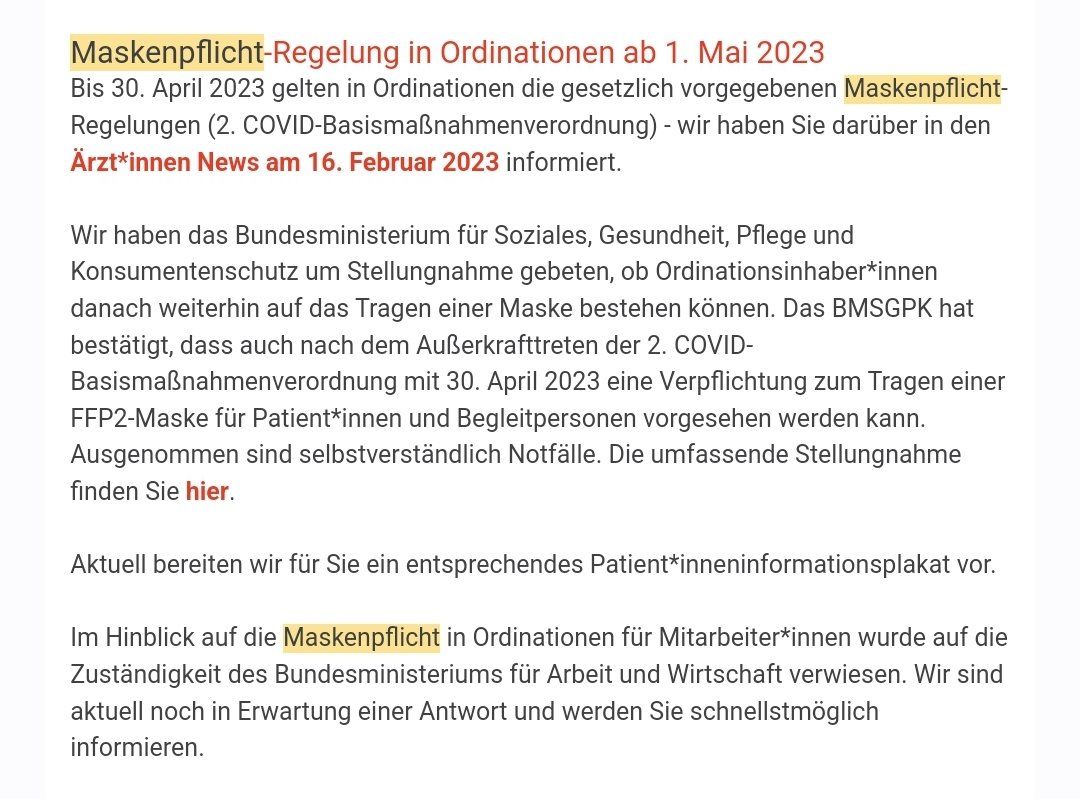 Maskenpflicht-Regelung in Ordinationen ab 1. Mai 2023
Bis 30. April 2023 gelten in Ordinationen die gesetzlich vorgegebenen Maskenpflicht-
Regelungen (2. COVID-Basismaßnahmenverordnung) - wir haben Sie darüber in den
Ärzt*innen News am 16. Februar 2023 informiert.
Wir haben das Bundesministerium für Soziales, Gesundheit, Pflege und
Konsumentenschutz um Stellungnahme gebeten, ob Ordinationsinhaber*innen
danach weiterhin auf das Tragen einer Maske bestehen können. Das BMSGPK hat
bestätigt, dass auch nach dem Außerkrafttreten der 2. COVID-
Basismaßnahmenverordnung mit 30. April 2023 eine Verpflichtung zum Tragen einer
FFP2-Maske für Patient*innen und Begleitpersonen vorgesehen werden kann.
Ausgenommen sind selbstverständlich Notfälle. Die umfassende Stellungnahme
finden Sie hier.
Aktuell bereiten wir für Sie ein entsprechendes Patient*inneninformationsplakat vor.
Im Hinblick auf die Maskenpflicht in Ordinationen für Mitarbeiter*innen wurde auf die
Zuständigkeit des Bundesministeriums für Arbeit und Wirtschaft verwiesen. Wir sind
aktuell noch in Erwartung einer Antwort und werden Sie schnellstmöglich
informieren.